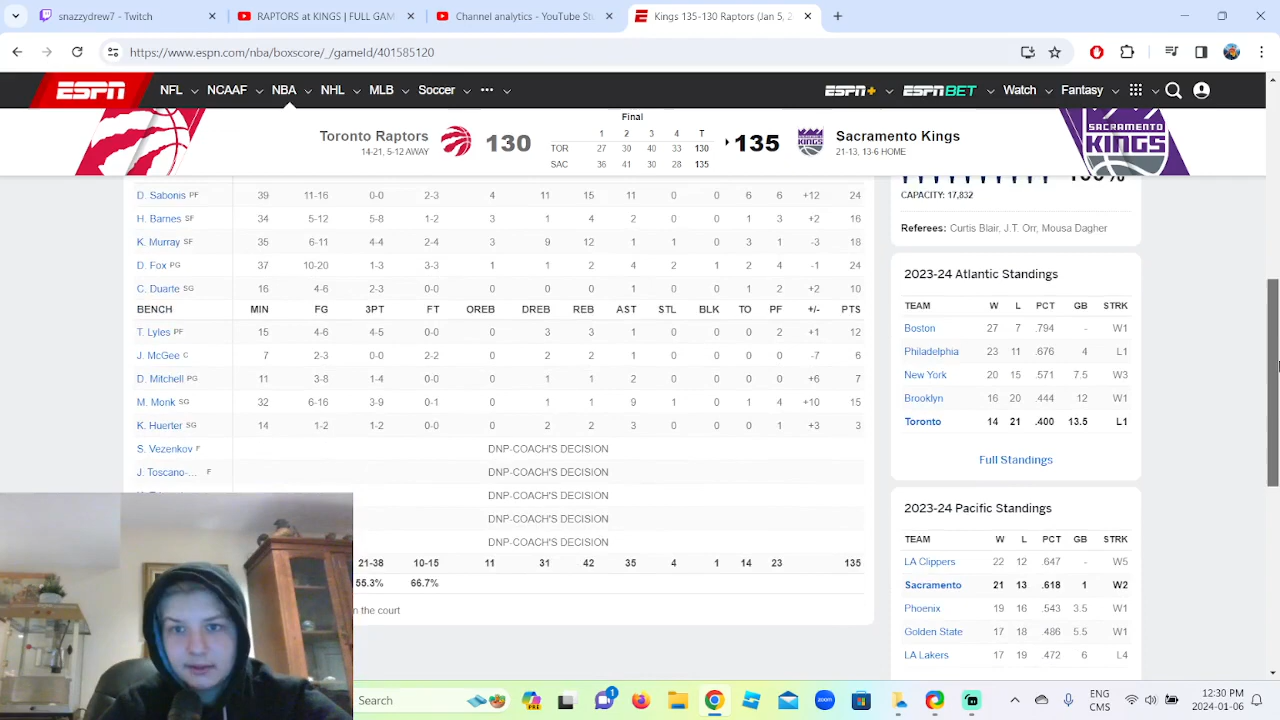 snazzydrew7 - Twitch
RAPTORS at KINGS | FULL GAM
Channel analytics - YouTube St
Kings 135-130 Raptors (Jan 5, 2
https://www.espn.com/nba/boxscore/_/gameId/401585120
ESPN NFL NCAAF NBA NHL MLB Soccer ••• ESPN+ ESPN BET Watch Fantasy
Final
Toronto Raptors 130
14-21, 5-12 AWAY
1 2 3 4 T
TOR 27 30 40 33 130
SAC 36 41 30 28 135
135 Sacramento Kings
21-13, 13-6 HOME
SACRAMENTO
KINGS
D. Sabonis PF 39 11-16 0-0 2-3 4 11 15 11 0 0 6 6 +12 24
H. Barnes SF 34 5-12 5-8 1-2 3 1 4 2 0 0 1 3 +2 16
K. Murray SF 35 6-11 4-4 2-4 3 9 12 1 1 0 3 1 -3 18
D. Fox PG 37 10-20 1-3 3-3 1 1 2 4 2 1 2 4 -1 24
C. Duarte SG 16 4-6 2-3 0-0 0 0 0 1 0 0 1 2 +2 10
BENCH MIN FG 3PT FT OREB DREB REB AST STL BLK TO PF +/- PTS
T. Lyles PF 15 4-6 4-5 0-0 0 3 3 1 0 0 0 2 +1 12
J. McGee C 7 2-3 0-0 2-2 0 2 2 1 0 0 0 0 -7 6
D. Mitchell PG 11 3-8 1-4 0-0 0 1 1 2 0 0 0 0 +6 7
M. Monk SG 32 6-16 3-9 0-1 0 1 1 9 1 0 1 4 +10 15
K. Huerter SG 14 1-2 1-2 0-0 0 2 2 3 0 0 0 1 +3 3
S. Vezenkov F DNP-COACH'S DECISION
J. Toscano-... F DNP-COACH'S DECISION
DNP-COACH'S DECISION
DNP-COACH'S DECISION
DNP-COACH'S DECISION
21-38 10-15 11 31 42 35 4 1 14 23 135
55.3% 66.7%
n the court
100%
CAPACITY: 17,832
Referees: Curtis Blair, J.T. Orr, Mousa Dagher
2023-24 Atlantic Standings
TEAM W L PCT GB STRK
Boston 27 7 .794 - W1
Philadelphia 23 11 .676 4 L1
New York 20 15 .571 7.5 W3
Brooklyn 16 20 .444 12 W1
Toronto 14 21 .400 13.5 L1
Full Standings
2023-24 Pacific Standings
TEAM W L PCT GB STRK
LA Clippers 22 12 .647 - W5
Sacramento 21 13 .618 1 W2
Phoenix 19 16 .543 3.5 W1
Golden State 17 18 .486 5.5 W1
LA Lakers 17 19 .472 6 L4
Search
1
zoom
ENG
CMS
12:30 PM
2024-01-06